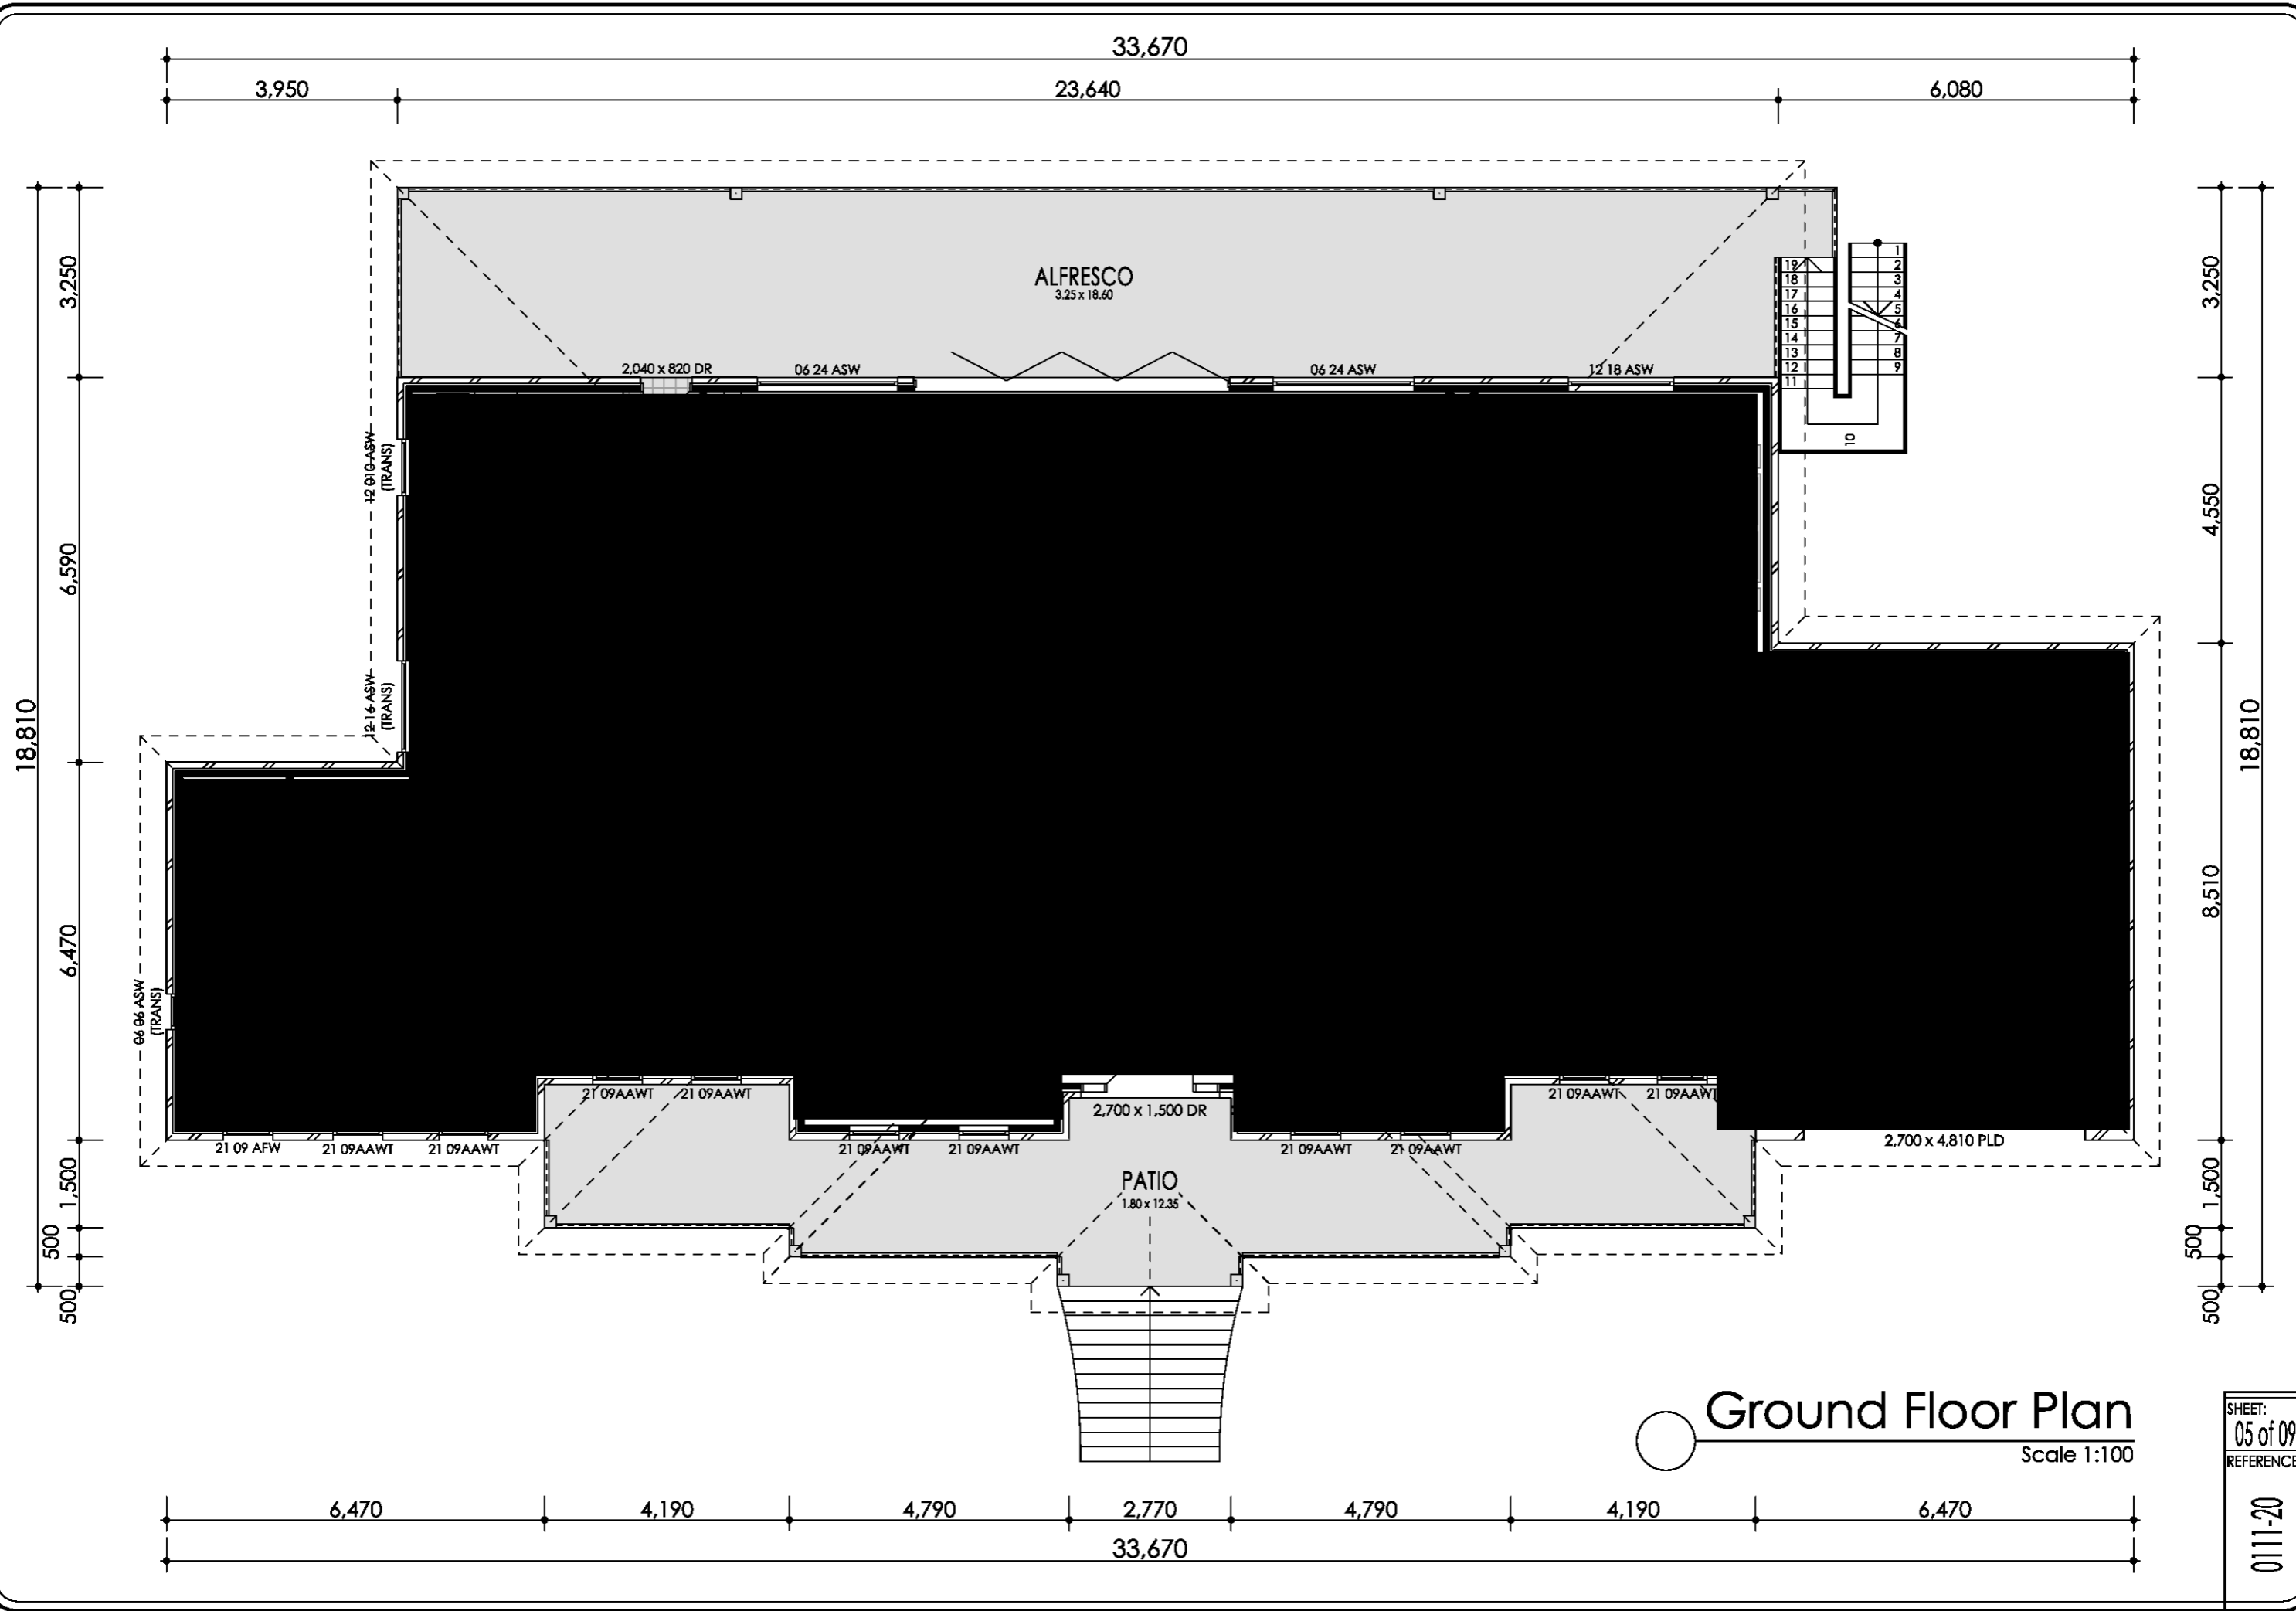 33,670
3,950
23,640
6,080
3,250
6,590
18,810
6,470
1,500
500
500
3,250
4,550
18,810
8,510
1,500
500
500
ALFRESCO
3.25 x 18.60
1
2
3
4
5
6
7
8
9
10
19
18
17
16
15
14
13
12
11
2,040 x 820 DR
06 24 ASW
06 24 ASW
12 18 ASW
12 010 ASW
(TRANS)
12 16 ASW
(TRANS)
06 06 ASW
(TRANS)
21 09AAWT
21 09AAWT
21 09AAWT
21 09AAWT
2,700 x 1,500 DR
21 09 AFW
21 09AAWT
21 09AAWT
21 09AAWT
21 09AAWT
21 09AAWT
21 09AAWT
2,700 x 4,810 PLD
PATIO
1.80 x 12.35
Ground Floor Plan
Scale 1:100
SHEET:
05 of 09
REFERENCE
0111-20
6,470
4,190
4,790
2,770
4,790
4,190
6,470
33,670